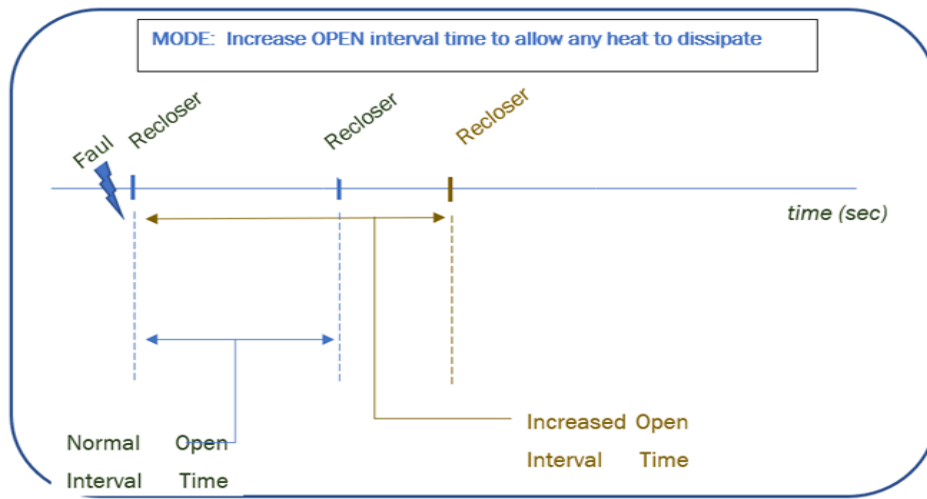 MODE: Increase OPEN interval time to allow any heat to dissipate
Faul
Recloser
Recloser
Recloser
time (sec)
Normal Open
Interval Time
Increased Open
Interval Time